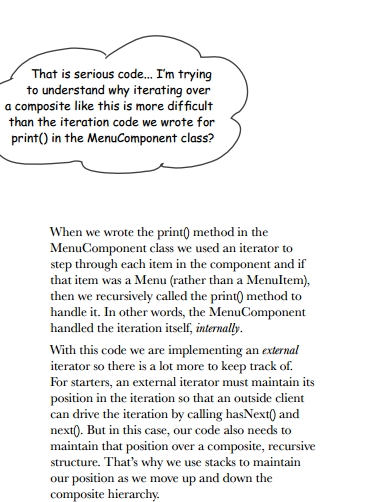 That is serious code... I'm trying
to understand why iterating over
a composite like this is more difficult
than the iteration code we wrote for
print() in the MenuComponent class?
When we wrote the print() method in the
MenuComponent class we used an iterator to
step through each item in the component and if
that item was a Menu (rather than a MenuItem),
then we recursively called the print() method to
handle it. In other words, the MenuComponent
handled the iteration itself, internally.
With this code we are implementing an external
iterator so there is a lot more to keep track of.
For starters, an external iterator must maintain its
position in the iteration so that an outside client
can drive the iteration by calling hasNext() and
next(). But in this case, our code also needs to
maintain that position over a composite, recursive
structure. That's why we use stacks to maintain
our position as we move up and down the
composite hierarchy.